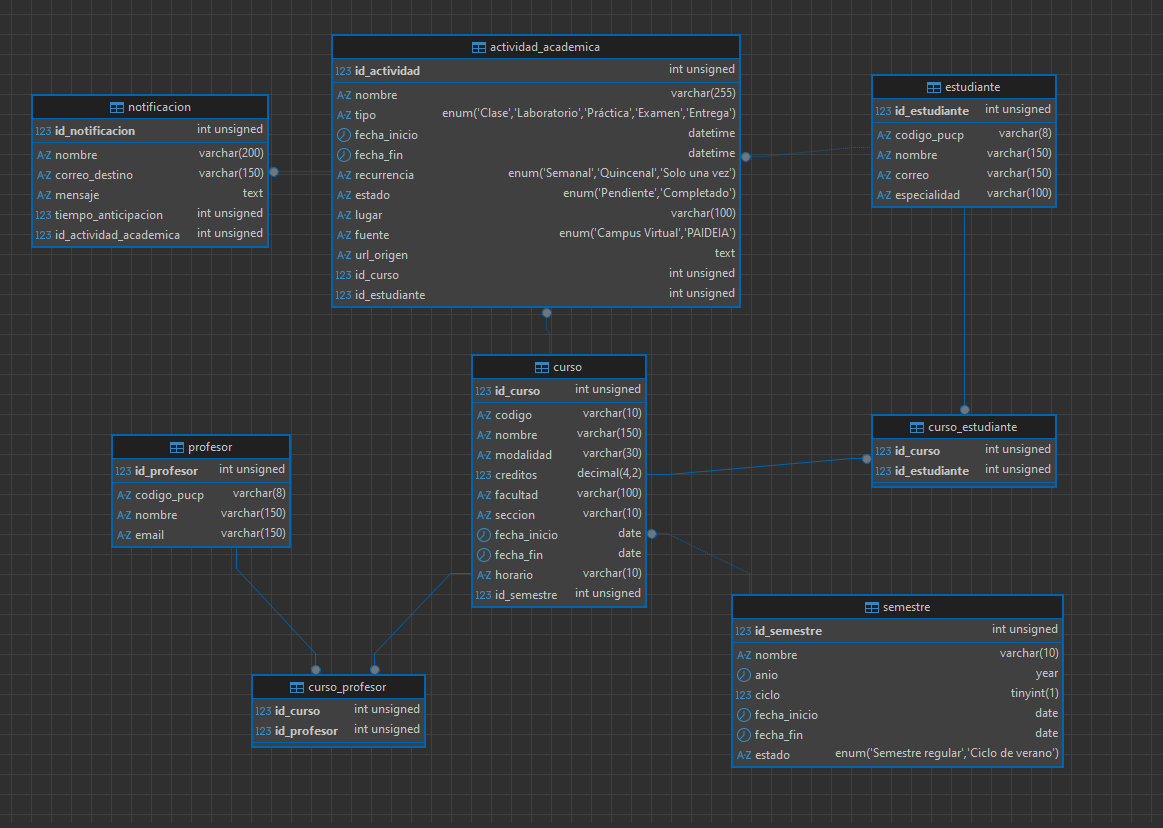 notificacion
123 id_notificacion int unsigned
A-Z nombre varchar(200)
A-Z correo_destino varchar(150)
A-Z mensaje text
123 tiempo_anticipacion int unsigned
123 id_actividad_academica int unsigned
actividad_academica
123 id_actividad int unsigned
A-Z nombre varchar(255)
A-Z tipo enum('Clase','Laboratorio','Práctica','Examen','Entrega')
fecha_inicio datetime
fecha_fin datetime
A-Z recurrencia enum('Semanal','Quincenal','Solo una vez')
A-Z estado enum('Pendiente','Completado')
A-Z lugar varchar(100)
A-Z fuente enum('Campus Virtual','PAIDEIA')
A-Z url_origen text
123 id_curso int unsigned
123 id_estudiante int unsigned
estudiante
123 id_estudiante int unsigned
A-Z codigo_pucp varchar(8)
A-Z nombre varchar(150)
A-Z correo varchar(150)
A-Z especialidad varchar(100)
profesor
123 id_profesor int unsigned
A-Z codigo_pucp varchar(8)
A-Z nombre varchar(150)
A-Z email varchar(150)
curso
123 id_curso int unsigned
A-Z codigo varchar(10)
A-Z nombre varchar(150)
A-Z modalidad varchar(30)
123 creditos decimal(4,2)
A-Z facultad varchar(100)
A-Z seccion varchar(10)
fecha_inicio date
fecha_fin date
A-Z horario varchar(10)
123 id_semestre int unsigned
curso_estudiante
123 id_curso int unsigned
123 id_estudiante int unsigned
curso_profesor
123 id_curso int unsigned
123 id_profesor int unsigned
semestre
123 id_semestre int unsigned
A-Z nombre varchar(10)
anio year
123 ciclo tinyint(1)
fecha_inicio date
fecha_fin date
A-Z estado enum('Semestre regular','Ciclo de verano')